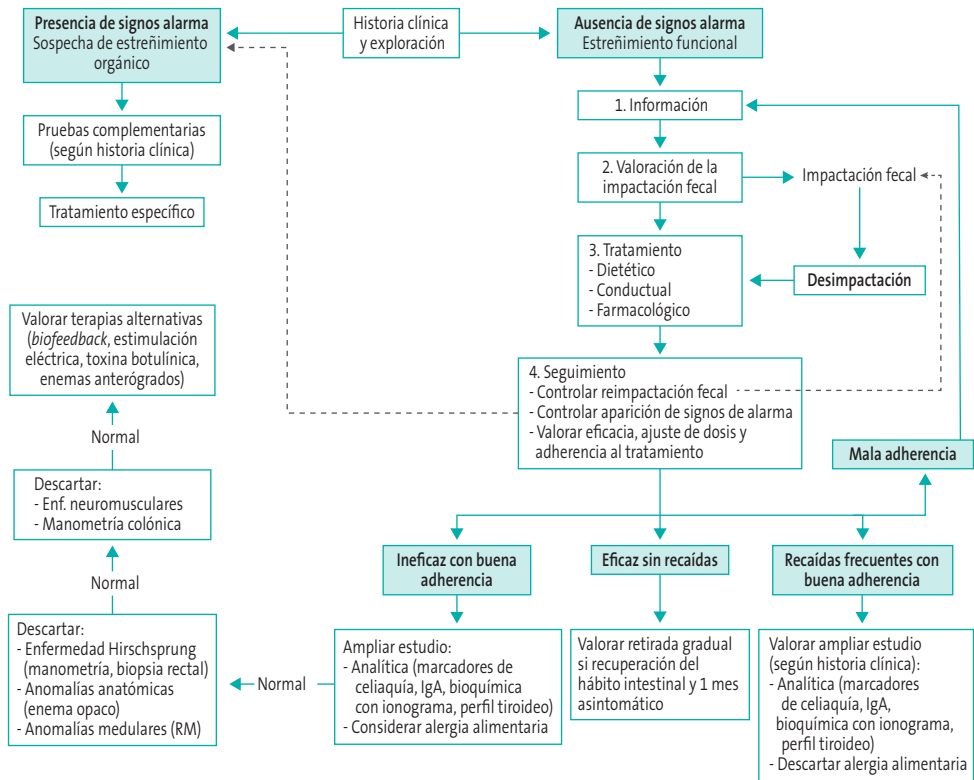 Presencia de signos alarma
Sospecha de estreñimiento
orgánico
Historia clínica
y exploración
Ausencia de signos alarma
Estreñimiento funcional
Pruebas complementarias
(según historia clínica)
Tratamiento específico
1. Información
2. Valoración de la
impactación fecal
Impactación fecal
Desimpactación
3. Tratamiento
- Dietético
- Conductual
- Farmacológico
4. Seguimiento
- Controlar reimpactación fecal
- Controlar aparición de signos de alarma
- Valorar eficacia, ajuste de dosis y
adherencia al tratamiento
Mala adherencia
Valorar terapias alternativas
(biofeedback, estimulación
eléctrica, toxina botulínica,
enemas anterógrados)
Normal
Descartar:
- Enf. neuromusculares
- Manometría colónica
Normal
Descartar:
- Enfermedad Hirschsprung
(manometría, biopsia rectal)
- Anomalías anatómicas
(enema opaco)
- Anomalías medulares (RM)
Normal
Ineficaz con buena
adherencia
Ampliar estudio:
- Analítica (marcadores de
celiaquía, IgA, bioquímica
con ionograma, perfil tiroideo)
- Considerar alergia alimentaria
Eficaz sin recaídas
Valorar retirada gradual
si recuperación del
hábito intestinal y 1 mes
asintomático
Recaídas frecuentes con
buena adherencia
Valorar ampliar estudio
(según historia clínica):
- Analítica (marcadores
de celiaquía, IgA,
bioquímica con ionograma,
perfil tiroideo)
- Descartar alergia alimentaria